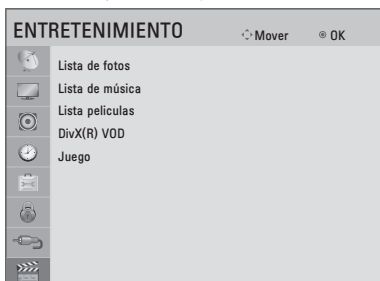 ENTRETENIMIENTO Mover OK
Lista de fotos
Lista de música
Lista peliculas
DivX(R) VOD
Juego